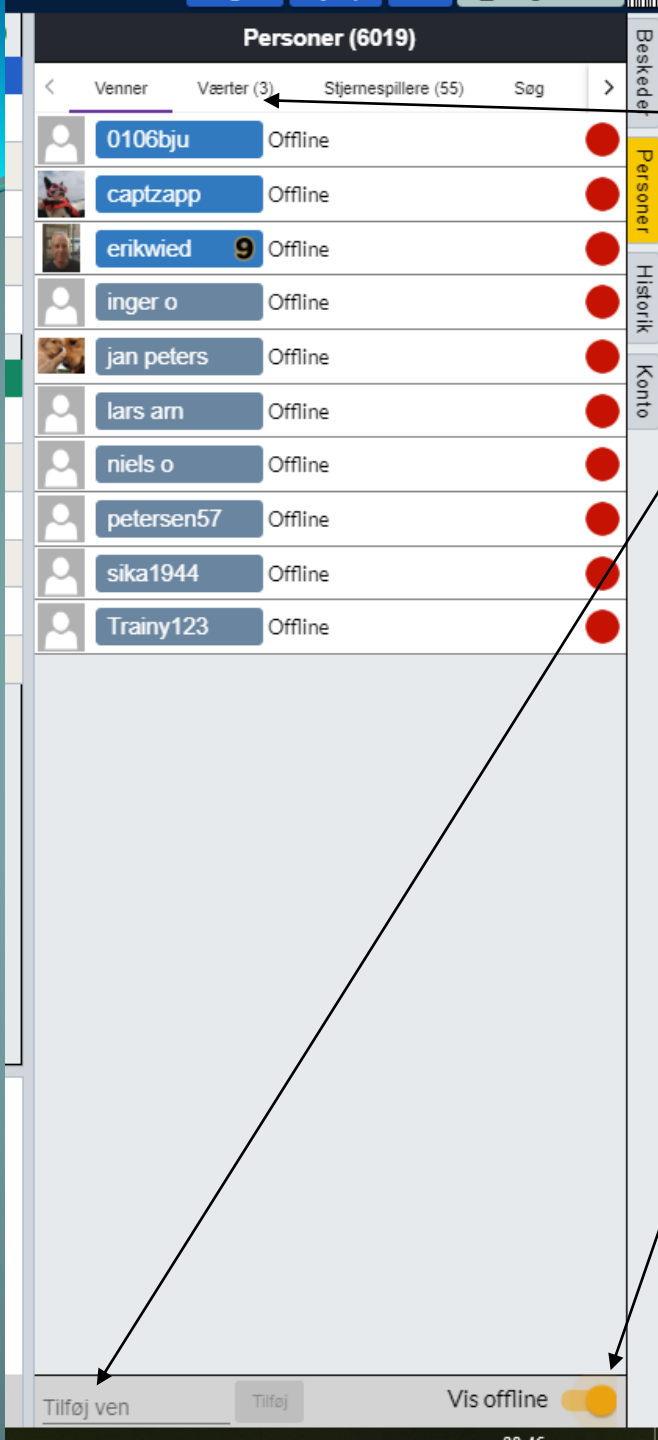 Personer (6019)
Venner Værter (3) Stjernespillere (55) Søg
0106bju Offline
captzapp Offline
erikwied 9 Offline
inger o Offline
jan peters Offline
lars arn Offline
niels o Offline
petersen57 Offline
sika1944 Offline
Trainy123 Offline
Tilføj ven Tilføj Vis offline
Beskeder
Personer
Historik
Konto